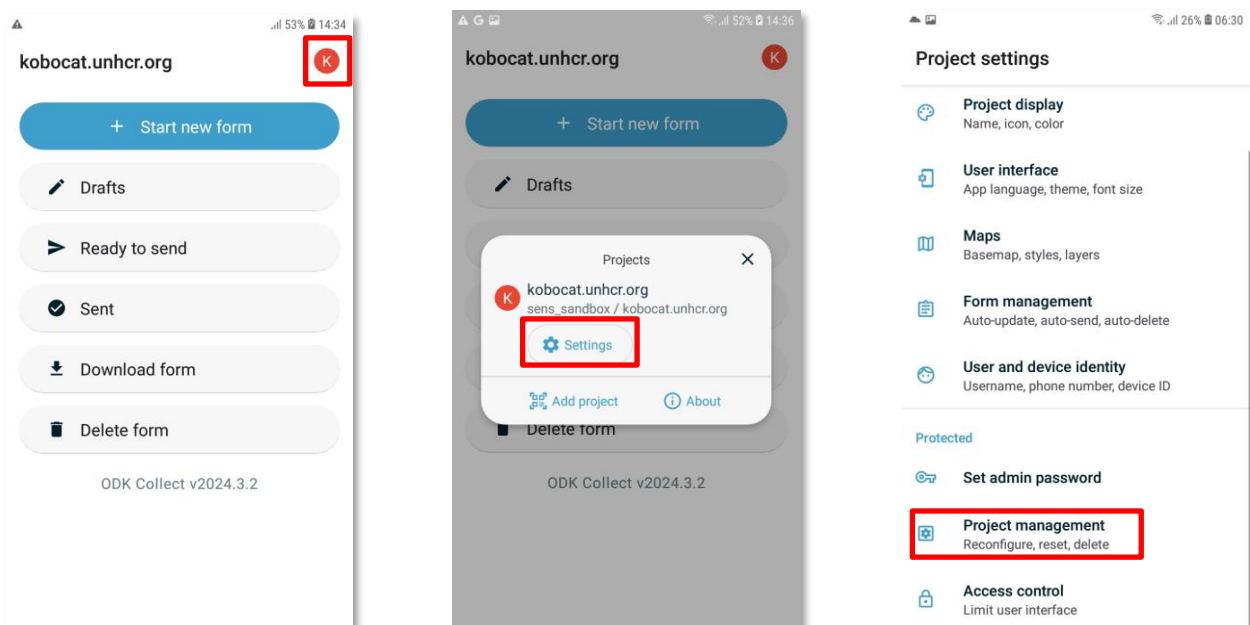 53% 14:34
kobocat.unhcr.org
K
+ Start new form
Drafts
Ready to send
Sent
Download form
Delete form
ODK Collect v2024.3.2
G 52% 14:36
kobocat.unhcr.org
K
+ Start new form
Drafts
Projects
K
kobocat.unhcr.org
sens_sandbox / kobocat.unhcr.org
Settings
Add project
About
Delete form
ODK Collect v2024.3.2
26% 06:30
Project settings
Project display
Name, icon, color
User interface
App language, theme, font size
Maps
Basemap, styles, layers
Form management
Auto-update, auto-send, auto-delete
User and device identity
Username, phone number, device ID
Protected
Set admin password
Project management
Reconfigure, reset, delete
Access control
Limit user interface